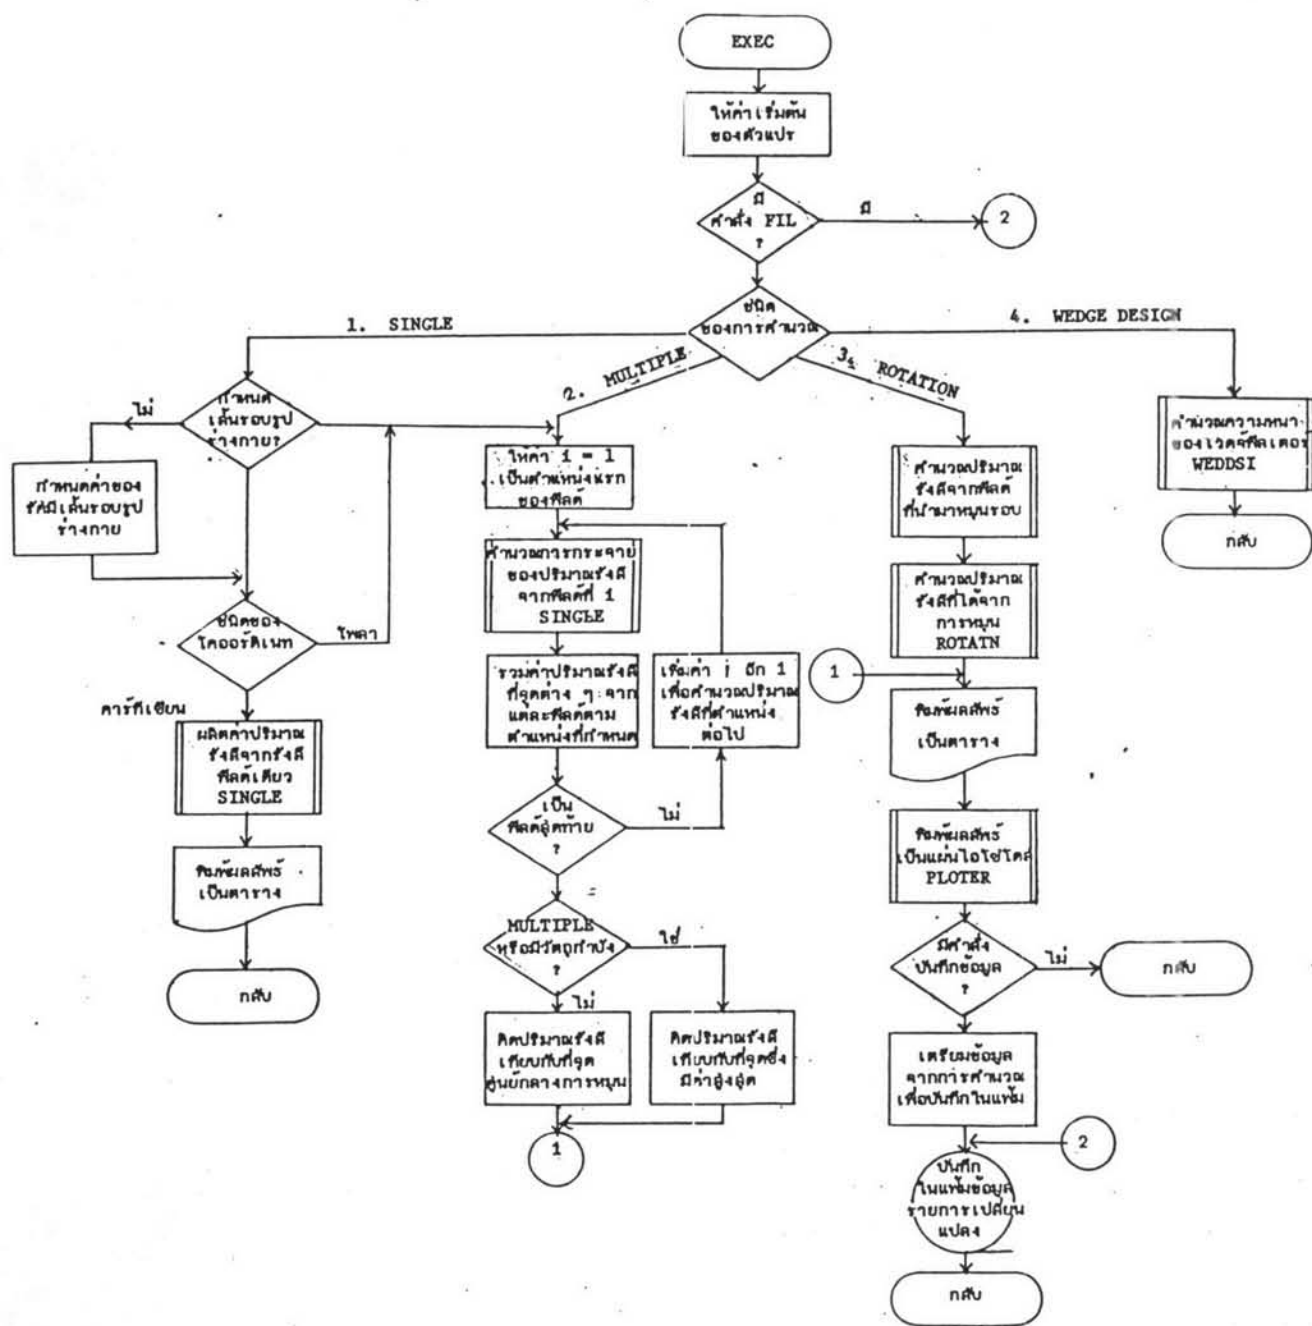 EXEC
ให้ค่าเริ่มต้น
ของตัวแปร
มี
คำสั่ง FIL
?
มี
2
ชนิด
ของการคำนวณ
1. SINGLE
2. MULTIPLE
3. ROTATION
4. WEDGE DESIGN
กำหนด
เส้นรอบรูป
ร่างกาย?
ไม่
กำหนดค่าของ
รัศมีเส้นรอบรูป
ร่างกาย
ชนิดของ
โคออร์ดิเนท
โพลา
คาร์ทีเซียน
ผลิตค่าปริมาณ
รังสีจากรังสี
ฟิลด์เดียว
SINGLE
พิมพ์ผลลัพธ์
เป็นตาราง
กลับ
ให้ค่า i = 1
เป็นตำแหน่งแรก
ของฟิลด์
คำนวณการกระจาย
ของปริมาณรังสี
จากฟิลด์ที่ 1
SINGLE
รวมค่าปริมาณรังสี
ที่จุดต่าง ๆ จาก
แต่ละฟิลด์ตาม
ตำแหน่งที่กำหนด
เพิ่มค่า i อีก 1
เพื่อคำนวณปริมาณ
รังสีที่ตำแหน่ง
ต่อไป
เป็น
ฟิลด์สุดท้าย
?
ไม่
MULTIPLE
หรือมีวัตถุกำบัง
?
ใช่
ไม่
คิดปริมาณรังสี
เทียบกับที่จุด
ศูนย์กลางการหมุน
คิดปริมาณรังสี
เทียบกับที่จุดซึ่ง
มีค่าสูงสุด
1
คำนวณปริมาณ
รังสีจากฟิลด์
ที่นำมาหมุนรอบ
คำนวณปริมาณ
รังสีที่ได้จาก
การหมุน
ROTATN
1
พิมพ์ผลลัพธ์
เป็นตาราง
พิมพ์ผลลัพธ์
เป็นแผ่นไอโซโดส
PLOTER
มีคำสั่ง
บันทึกข้อมูล
?
ไม่
กลับ
เตรียมข้อมูล
จากการคำนวณ
เพื่อบันทึกในแฟ้ม
2
บันทึก
ในแฟ้มข้อมูล
รายการเปลี่ยน
แปลง
กลับ
คำนวณความหนา
ของเวดจ์ฟิลเตอร์
WEDDSI
กลับ